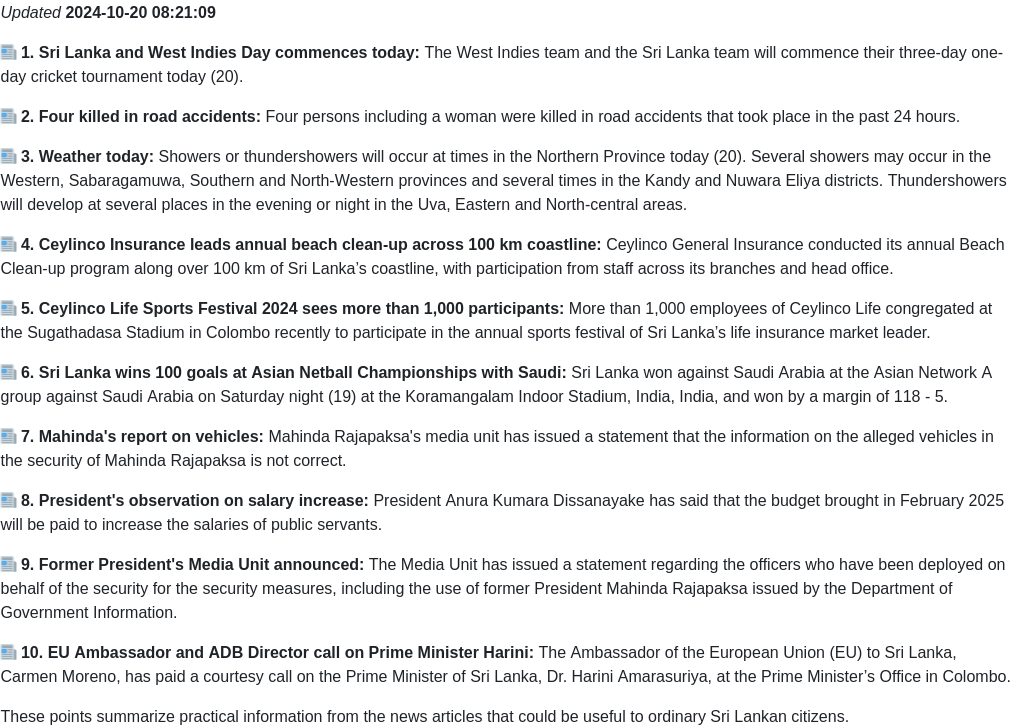 Updated 2024-10-20 08:21:09
1. Sri Lanka and West Indies Day commences today: The West Indies team and the Sri Lanka team will commence their three-day one-
day cricket tournament today (20).
2. Four killed in road accidents: Four persons including a woman were killed in road accidents that took place in the past 24 hours.
3. Weather today: Showers or thundershowers will occur at times in the Northern Province today (20). Several showers may occur in the
Western, Sabaragamuwa, Southern and North-Western provinces and several times in the Kandy and Nuwara Eliya districts. Thundershowers
will develop at several places in the evening or night in the Uva, Eastern and North-central areas.
4. Ceylinco Insurance leads annual beach clean-up across 100 km coastline: Ceylinco General Insurance conducted its annual Beach
Clean-up program along over 100 km of Sri Lanka’s coastline, with participation from staff across its branches and head office.
5. Ceylinco Life Sports Festival 2024 sees more than 1,000 participants: More than 1,000 employees of Ceylinco Life congregated at
the Sugathadasa Stadium in Colombo recently to participate in the annual sports festival of Sri Lanka’s life insurance market leader.
6. Sri Lanka wins 100 goals at Asian Netball Championships with Saudi: Sri Lanka won against Saudi Arabia at the Asian Network A
group against Saudi Arabia on Saturday night (19) at the Koramangalam Indoor Stadium, India, India, and won by a margin of 118 - 5.
7. Mahinda's report on vehicles: Mahinda Rajapaksa's media unit has issued a statement that the information on the alleged vehicles in
the security of Mahinda Rajapaksa is not correct.
8. President's observation on salary increase: President Anura Kumara Dissanayake has said that the budget brought in February 2025
will be paid to increase the salaries of public servants.
9. Former President's Media Unit announced: The Media Unit has issued a statement regarding the officers who have been deployed on
behalf of the security for the security measures, including the use of former President Mahinda Rajapaksa issued by the Department of
Government Information.
10. EU Ambassador and ADB Director call on Prime Minister Harini: The Ambassador of the European Union (EU) to Sri Lanka,
Carmen Moreno, has paid a courtesy call on the Prime Minister of Sri Lanka, Dr. Harini Amarasuriya, at the Prime Minister’s Office in Colombo.
These points summarize practical information from the news articles that could be useful to ordinary Sri Lankan citizens.